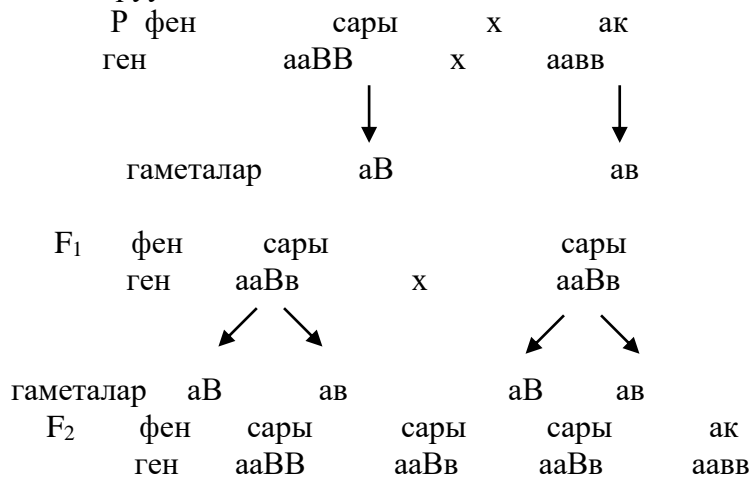 Р фен сары х ак
ген ааВВ х аавв
гаметалар аВ ав
F₁ фен сары сары
ген ааВв х ааВв
гаметалар аВ ав аВ ав
F₂ фен сары сары сары ак
ген ааВВ ааВв ааВв аавв